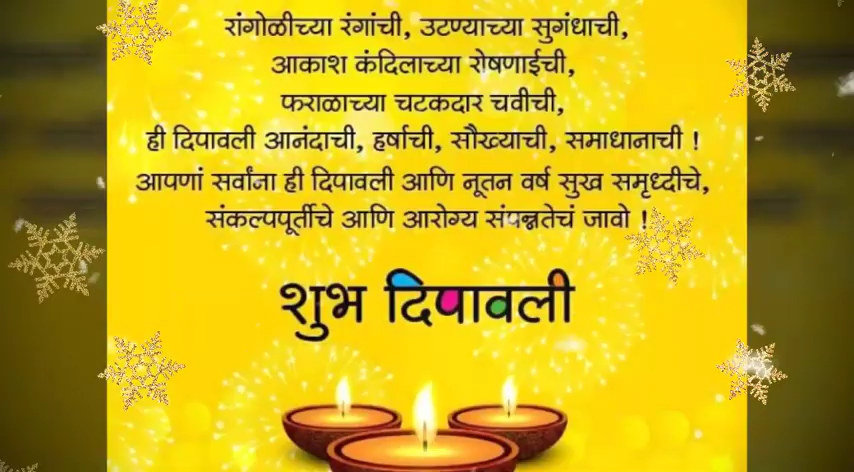 रांगोळीच्या रंगांची, उटण्याच्या सुगंधाची,
आकाश कंदिलाच्या रोषणाईची,
फराळाच्या चटकदार चवीची,
ही दिपावली आनंदाची, हर्षाची, सौख्याची, समाधानाची !
आपणां सर्वांना ही दिपावली आणि नूतन वर्ष सुख समृध्दीचे,
संकल्पपूर्तीचे आणि आरोग्य संपन्नतेचं जावो !
शुभ दिपावली